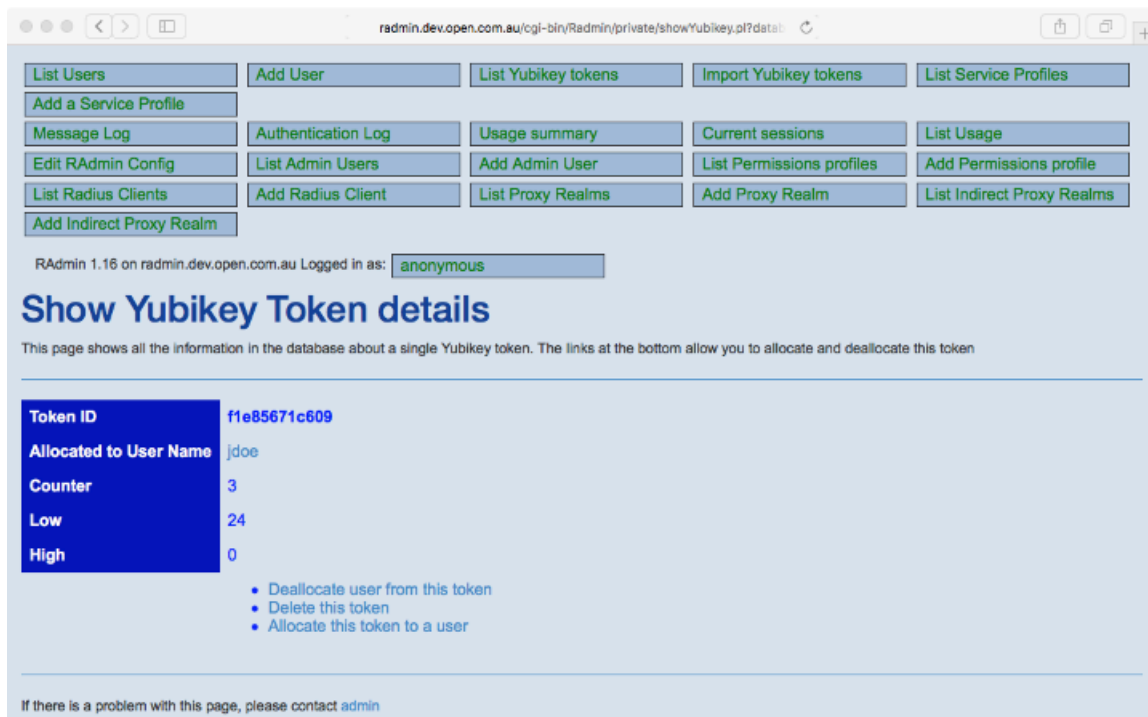 radmin.dev.open.com.au/cgi-bin/Radmin/private/showYubikey.pl?datab
List Users Add User List Yubikey tokens Import Yubikey tokens List Service Profiles
Add a Service Profile
Message Log Authentication Log Usage summary Current sessions List Usage
Edit RAdmin Config List Admin Users Add Admin User List Permissions profiles Add Permissions profile
List Radius Clients Add Radius Client List Proxy Realms Add Proxy Realm List Indirect Proxy Realms
Add Indirect Proxy Realm
RAdmin 1.16 on radmin.dev.open.com.au Logged in as: anonymous
Show Yubikey Token details
This page shows all the information in the database about a single Yubikey token. The links at the bottom allow you to allocate and deallocate this token
Token ID f1e85671c609
Allocated to User Name jdoe
Counter 3
Low 24
High 0
• Deallocate user from this token
• Delete this token
• Allocate this token to a user
If there is a problem with this page, please contact admin